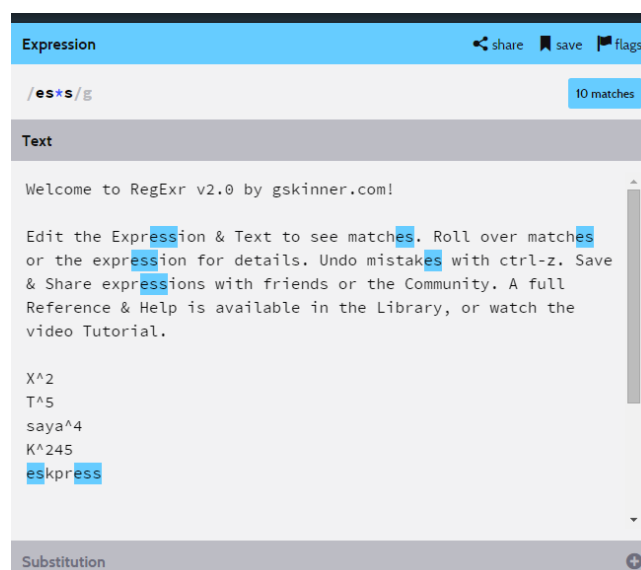 Expression share save flags
/es*s/g 10 matches
Text
Welcome to RegExr v2.0 by gskinner.com!
Edit the Expression & Text to see matches. Roll over matches
or the expression for details. Undo mistakes with ctrl-z. Save
& Share expressions with friends or the Community. A full
Reference & Help is available in the Library, or watch the
video Tutorial.
X^2
T^5
saya^4
K^245
eskpress
Substitution